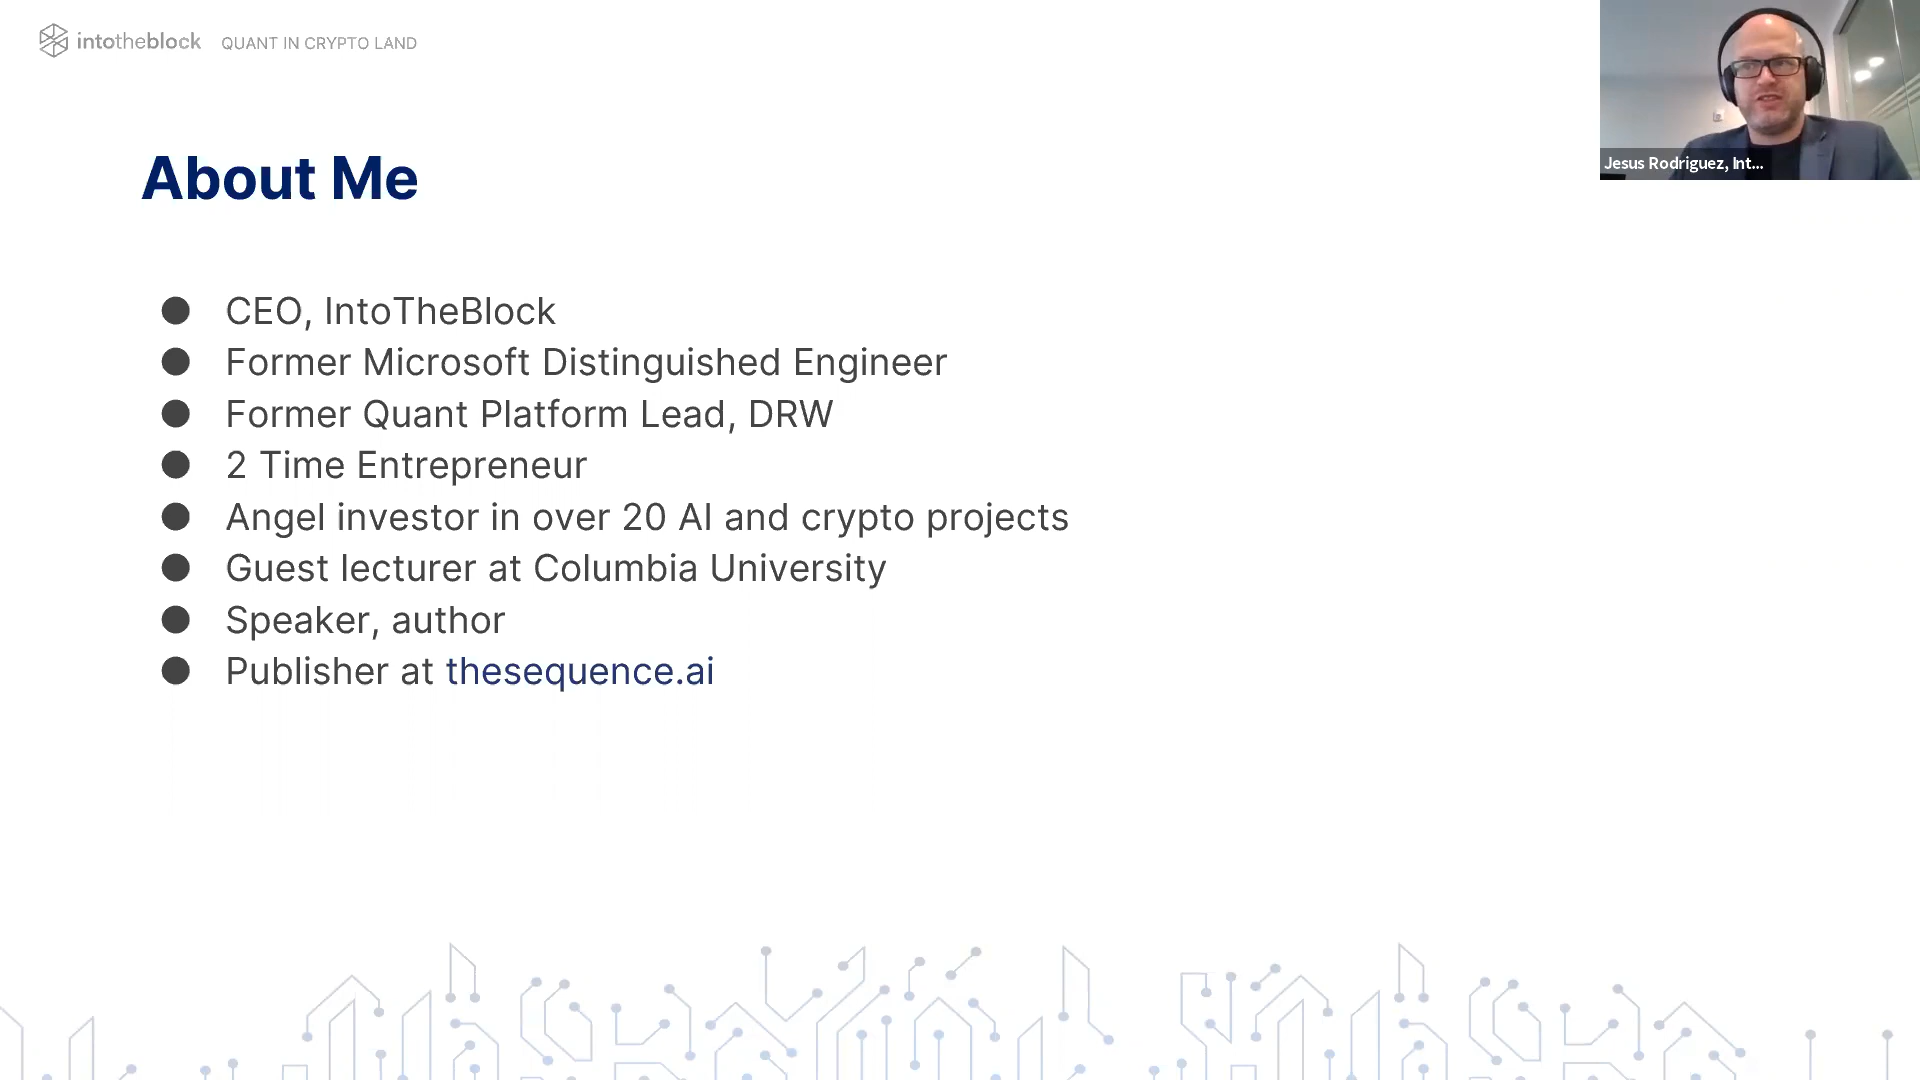 intotheblock QUANT IN CRYPTO LAND
Jesus Rodriguez, Int...
About Me
● CEO, IntoTheBlock
● Former Microsoft Distinguished Engineer
● Former Quant Platform Lead, DRW
● 2 Time Entrepreneur
● Angel investor in over 20 AI and crypto projects
● Guest lecturer at Columbia University
● Speaker, author
● Publisher at thesequence.ai